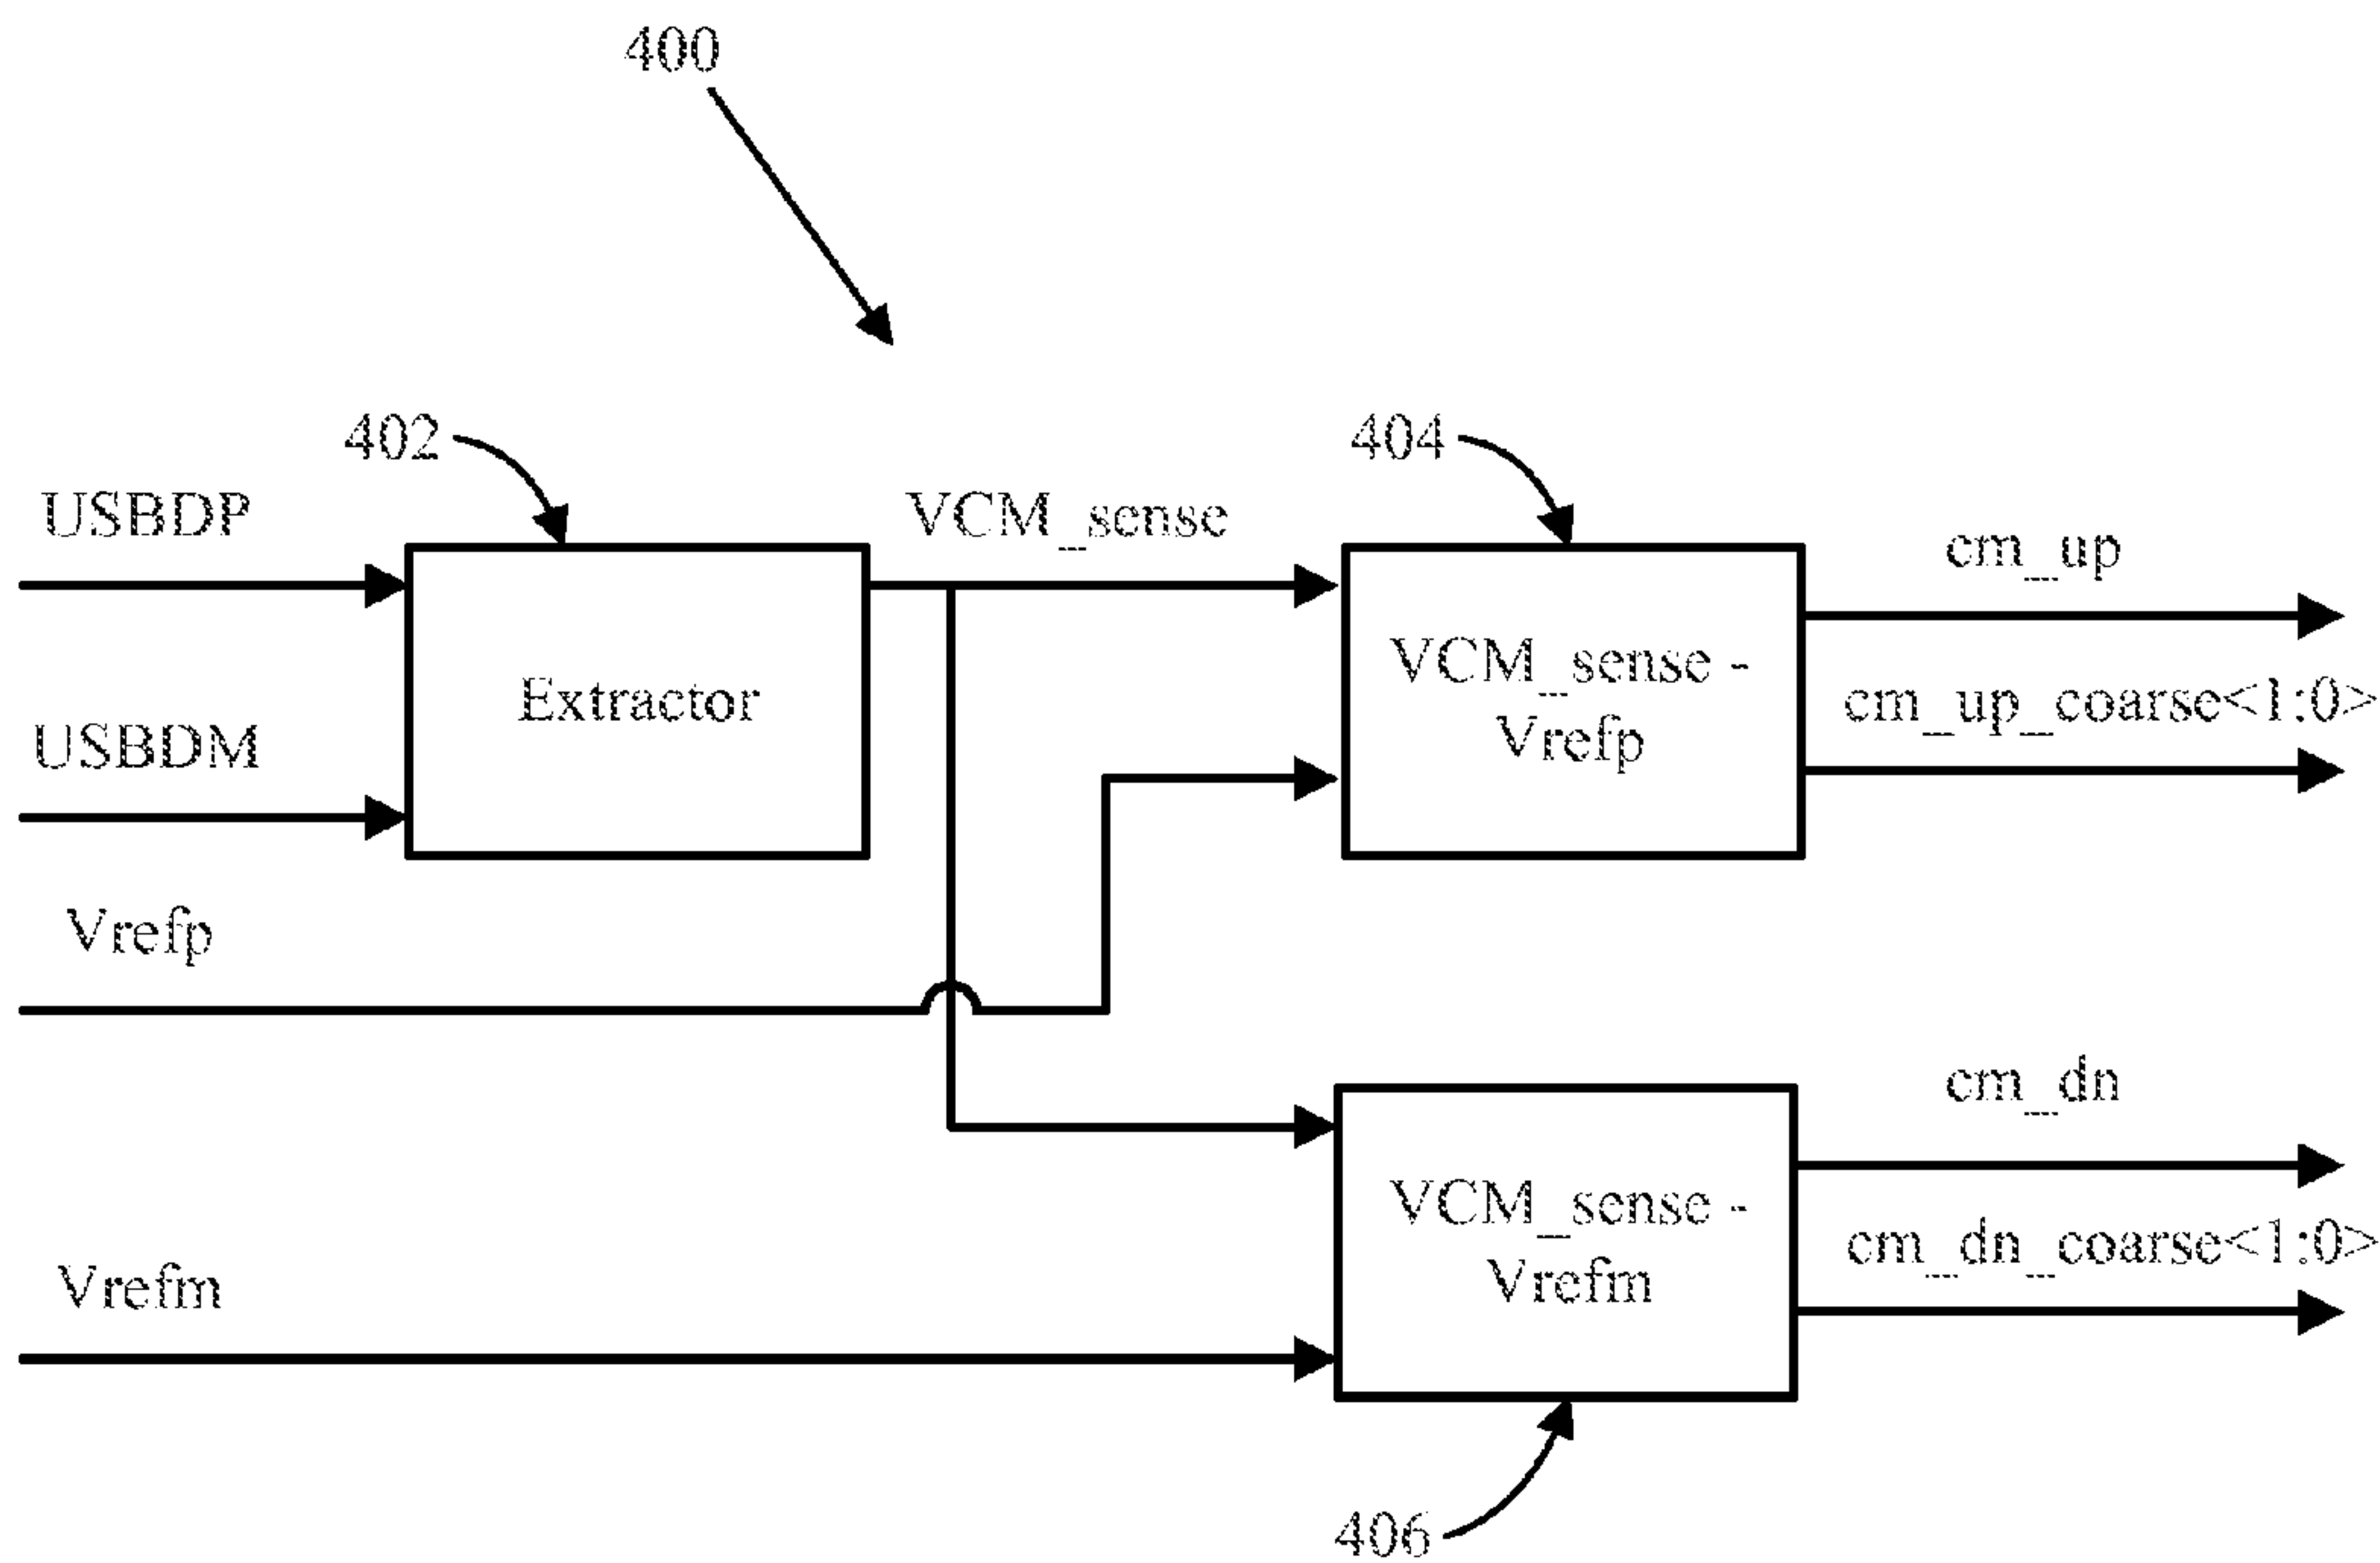 400
402
404
USBDP
VCM_sense
cm_up
Extractor
VCM_sense -
Vrefp
cm_up_coarse<1:0>
USBDM
Vrefp
cm_dn
VCM_sense -
Vrefm
cm_dn_coarse<1:0>
Vrefm
406